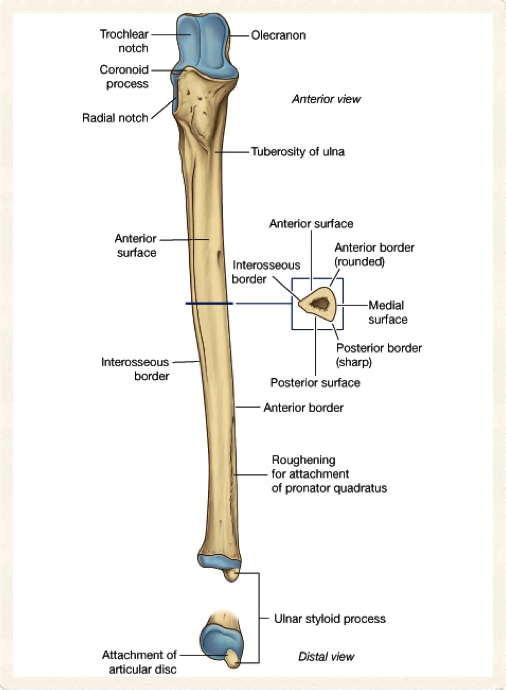 Trochlear
notch
Olecranon
Coronoid
process
Anterior view
Radial notch
Tuberosity of ulna
Anterior surface
Anterior
surface
Anterior border
(rounded)
Interosseous
border
Medial
surface
Posterior border
(sharp)
Interosseous
border
Posterior surface
Anterior border
Roughening
for attachment
of pronator quadratus
Ulnar styloid process
Attachment of
articular disc
Distal view